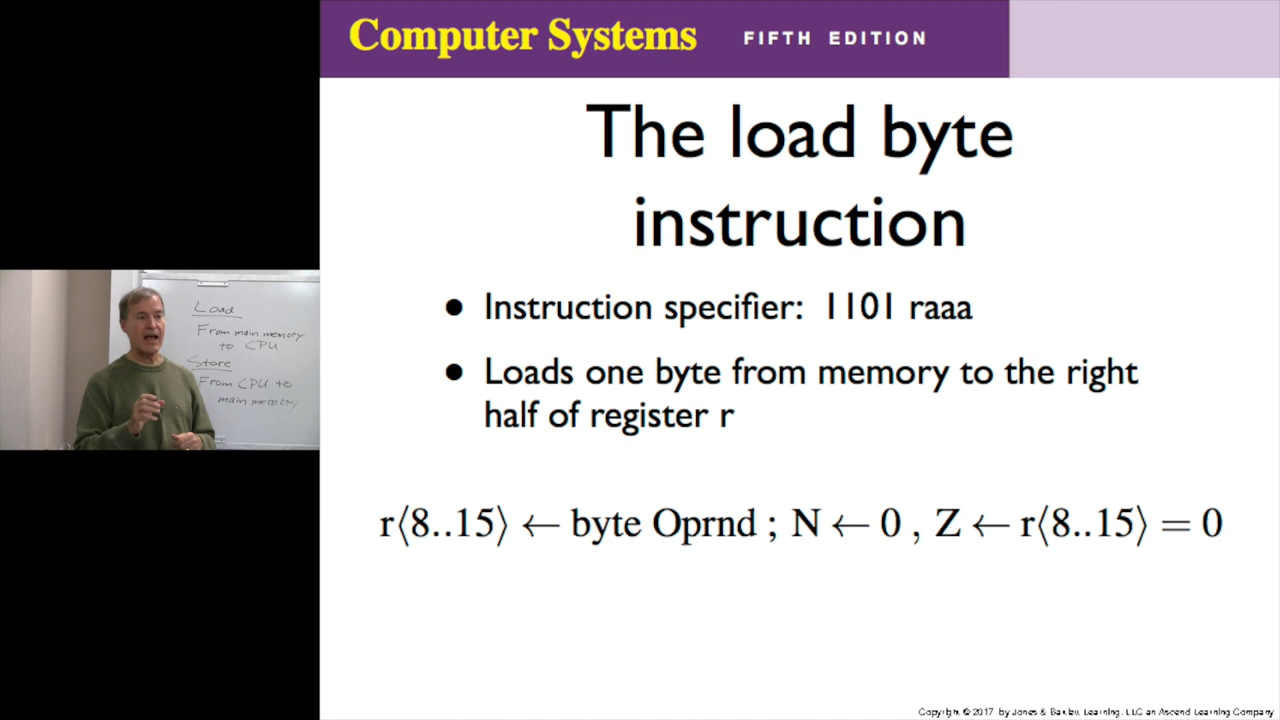 Computer Systems FIFTH EDITION
The load byte
instruction
• Instruction specifier: 1101 raaa
• Loads one byte from memory to the right
half of register r
r⟨8..15⟩ ← byte Oprnd ; N ← 0 , Z ← r⟨8..15⟩ = 0
Load
From main memory
to CPU
Store
From CPU to
main memory
Copyright © 2017 by Jones & Bartlett Learning, LLC an Ascend Learning Company